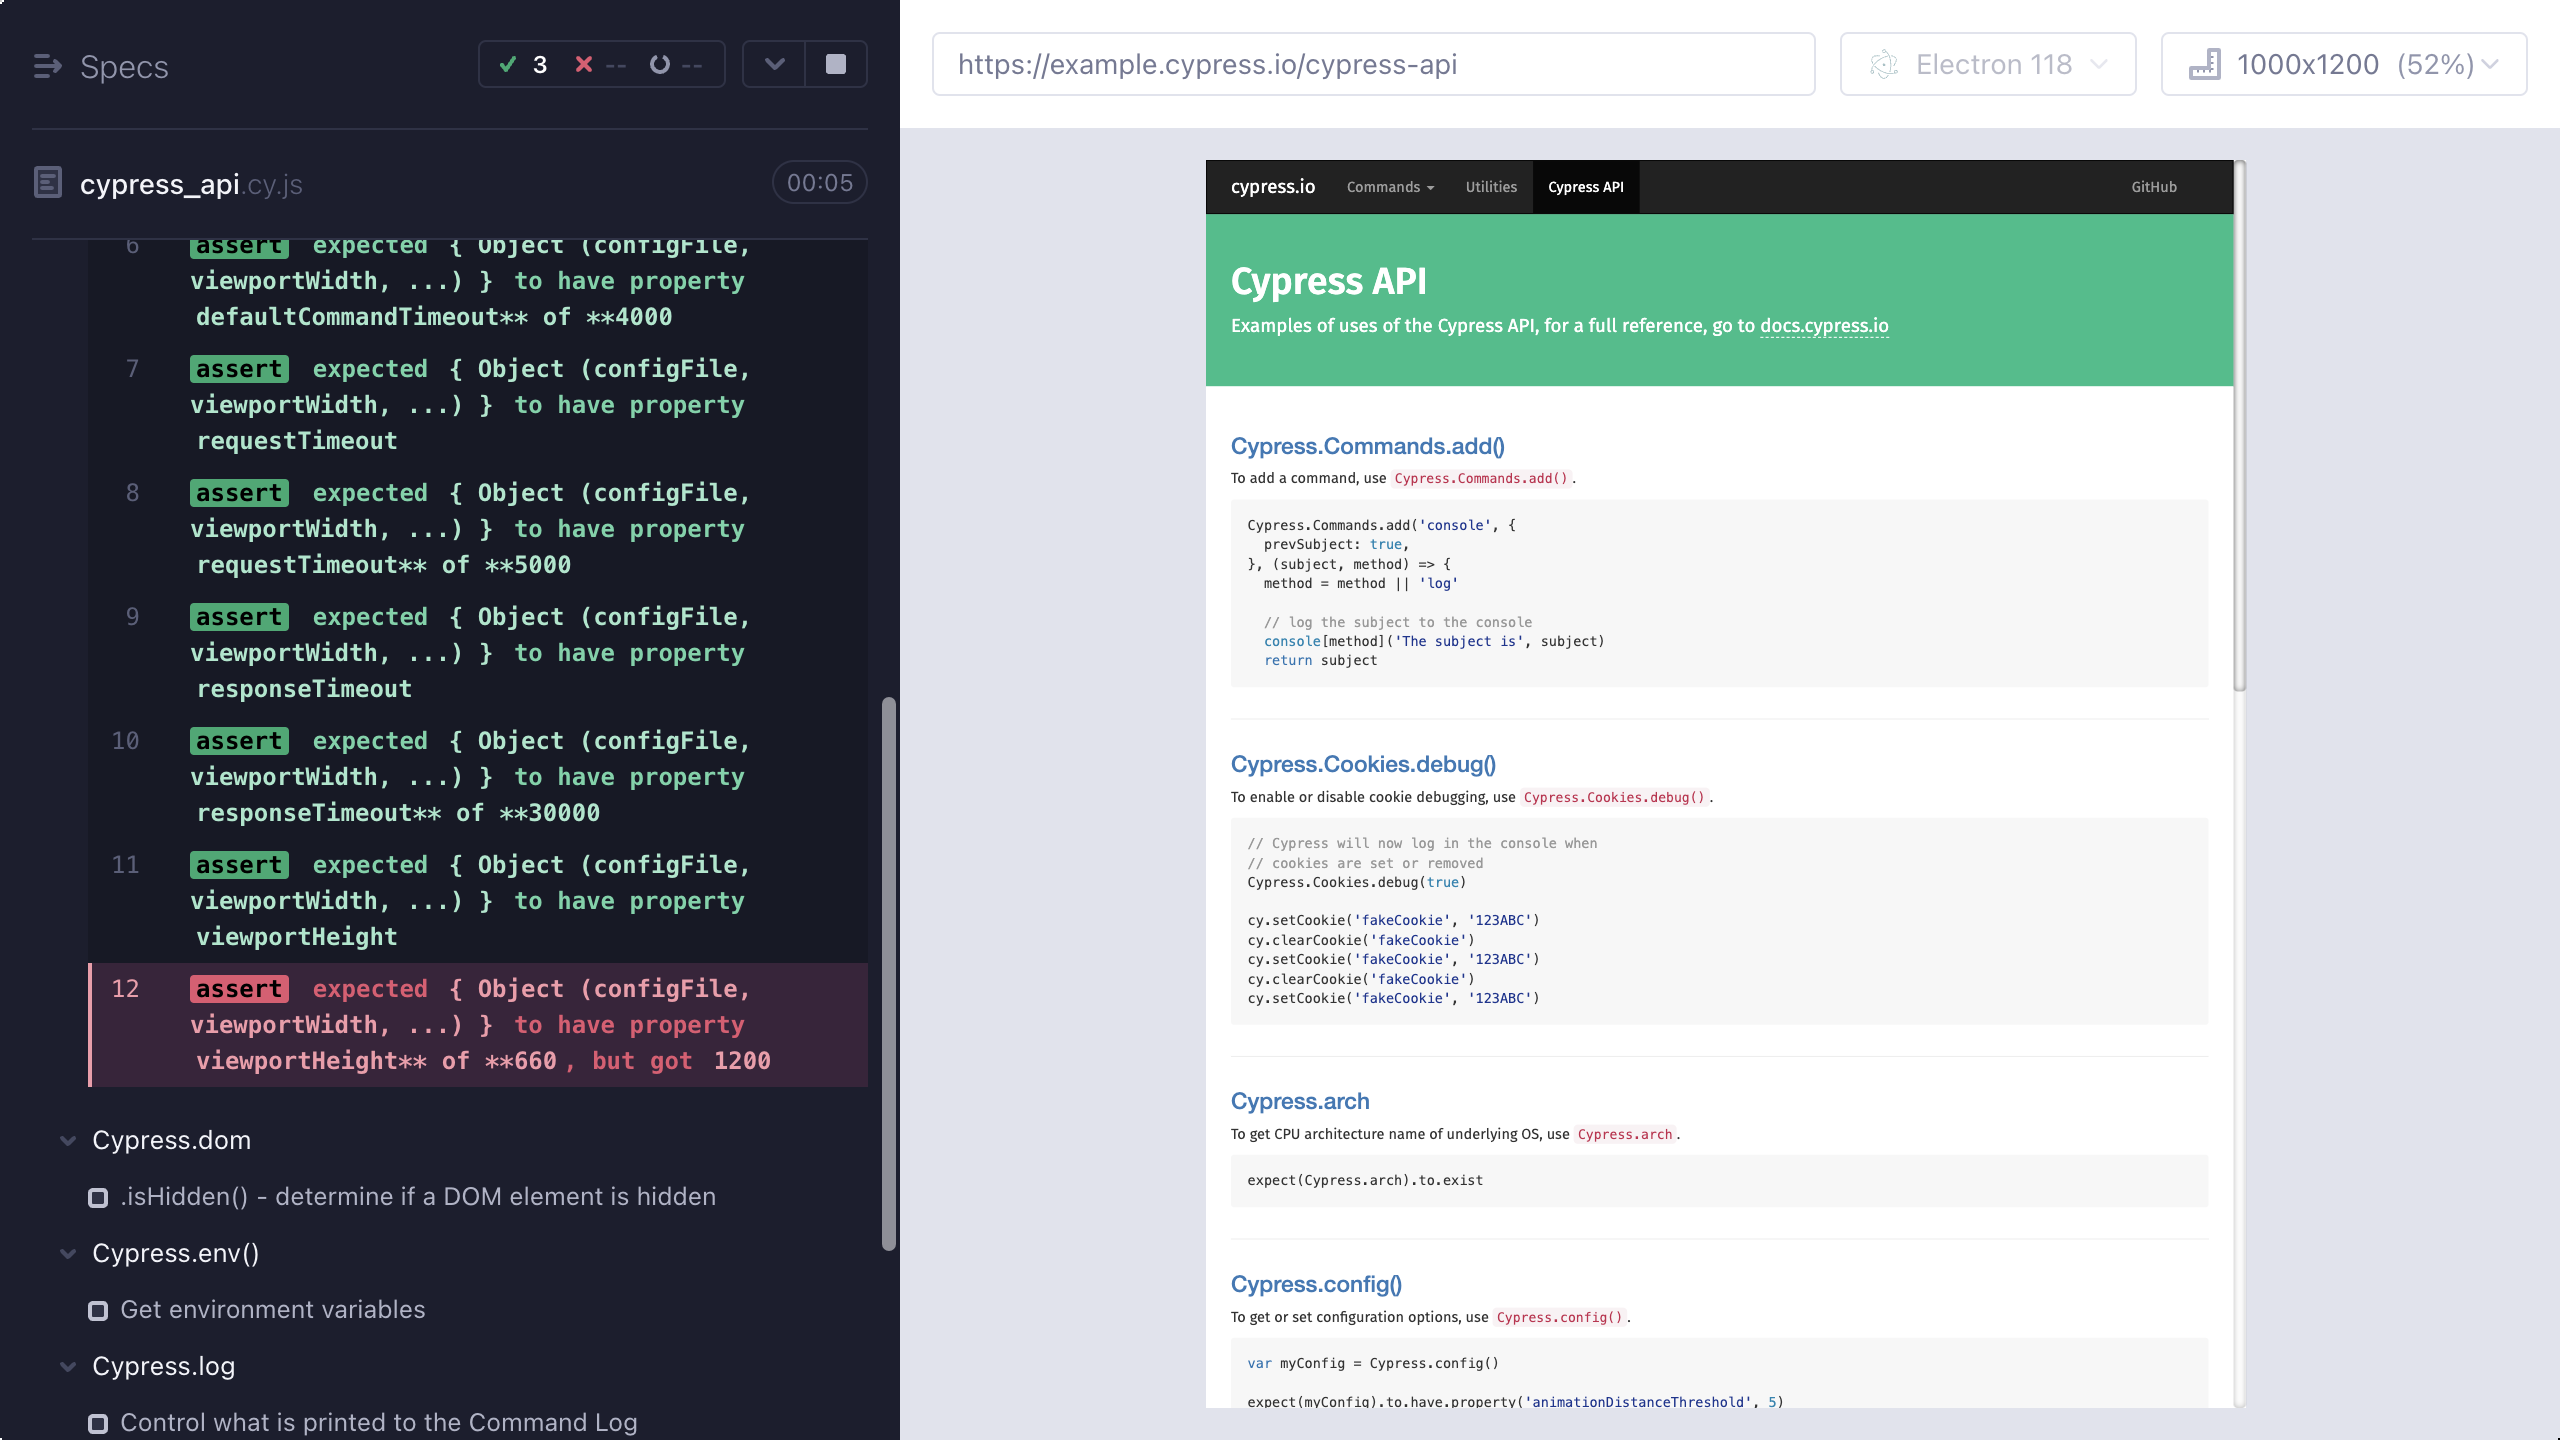 Specs
3 -- --
cypress_api.cy.js 00:05
6 assert expected { Object (configFile,
viewportWidth, ...) } to have property
defaultCommandTimeout** of **4000
7 assert expected { Object (configFile,
viewportWidth, ...) } to have property
requestTimeout
8 assert expected { Object (configFile,
viewportWidth, ...) } to have property
requestTimeout** of **5000
9 assert expected { Object (configFile,
viewportWidth, ...) } to have property
responseTimeout
10 assert expected { Object (configFile,
viewportWidth, ...) } to have property
responseTimeout** of **30000
11 assert expected { Object (configFile,
viewportWidth, ...) } to have property
viewportHeight
12 assert expected { Object (configFile,
viewportWidth, ...) } to have property
viewportHeight** of **660, but got 1200
Cypress.dom
.isHidden() - determine if a DOM element is hidden
Cypress.env()
Get environment variables
Cypress.log
Control what is printed to the Command Log
https://example.cypress.io/cypress-api
Electron 118
1000x1200 (52%)
cypress.io Commands Utilities Cypress API GitHub
Cypress API
Examples of uses of the Cypress API, for a full reference, go to docs.cypress.io
Cypress.Commands.add()
To add a command, use Cypress.Commands.add().
Cypress.Commands.add('console', {
prevSubject: true,
}, (subject, method) => {
method = method || 'log'
// log the subject to the console
console[method]('The subject is', subject)
return subject
Cypress.Cookies.debug()
To enable or disable cookie debugging, use Cypress.Cookies.debug().
// Cypress will now log in the console when
// cookies are set or removed
Cypress.Cookies.debug(true)
cy.setCookie('fakeCookie', '123ABC')
cy.clearCookie('fakeCookie')
cy.setCookie('fakeCookie', '123ABC')
cy.clearCookie('fakeCookie')
cy.setCookie('fakeCookie', '123ABC')
Cypress.arch
To get CPU architecture name of underlying OS, use Cypress.arch.
expect(Cypress.arch).to.exist
Cypress.config()
To get or set configuration options, use Cypress.config().
var myConfig = Cypress.config()
expect(myConfig).to.have.property('animationDistanceThreshold', 5)